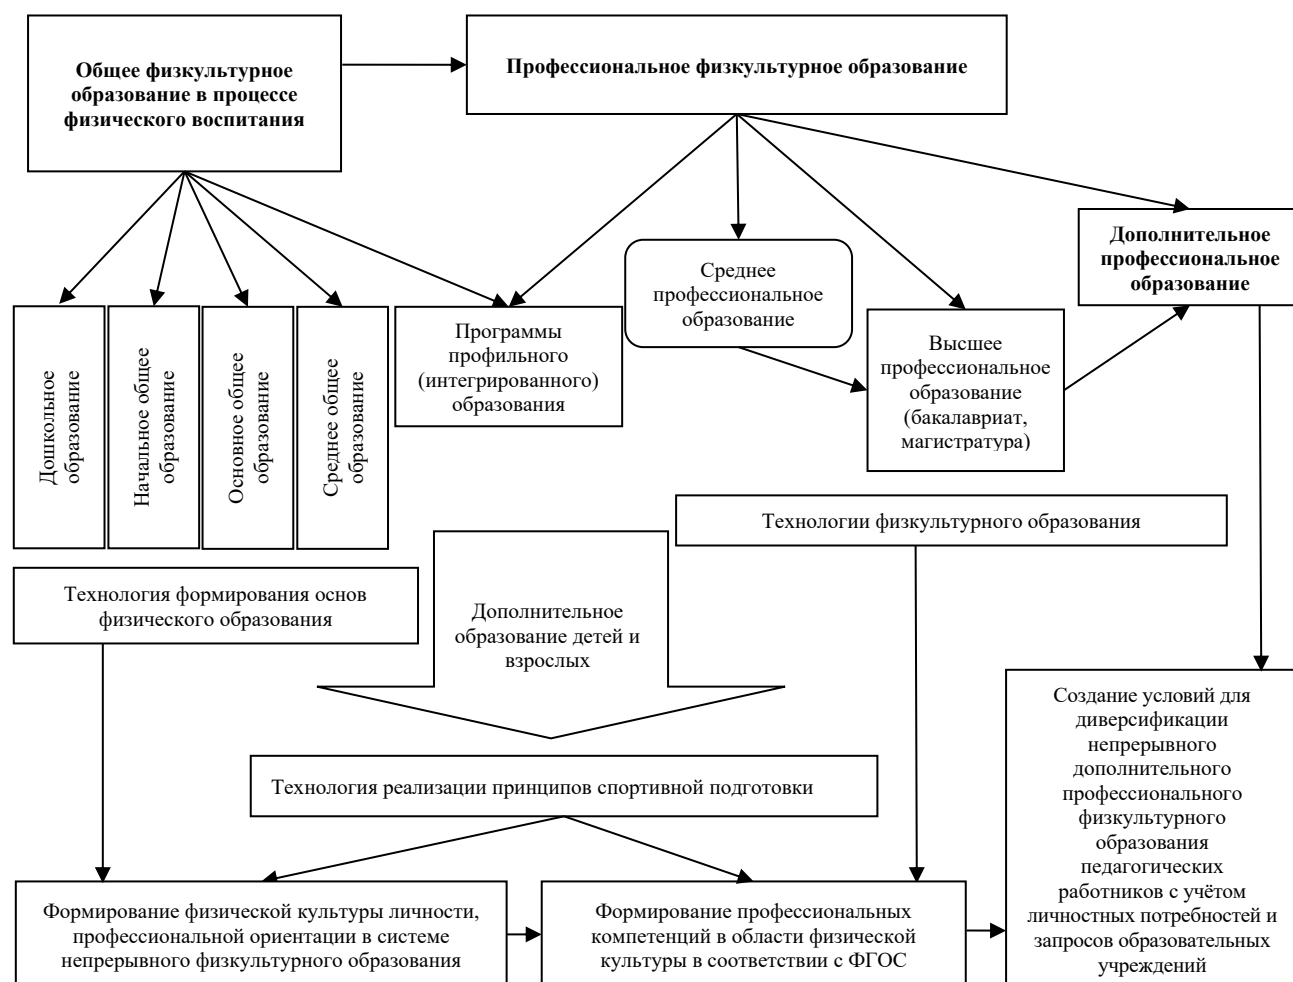 Общее физкультурное
образование в процессе
физического воспитания
Профессиональное физкультурное образование
Дополнительное
профессиональное
образование
Среднее
профессиональное
образование
Дошкольное
образование
Начальное общее
образование
Основное общее
образование
Среднее общее
образование
Программы
профильного
(интегрированного)
образования
Высшее
профессиональное
образование
(бакалавриат,
магистратура)
Технологии физкультурного образования
Технология формирования основ
физического образования
Дополнительное
образование детей и
взрослых
Технология реализации принципов спортивной подготовки
Формирование физической культуры личности,
профессиональной ориентации в системе
непрерывного физкультурного образования
Формирование профессиональных
компетенций в области физической
культуры в соответствии с ФГОС
Создание условий для
диверсификации
непрерывного
дополнительного
профессионального
физкультурного
образования
педагогических
работников с учётом
личностных потребностей и
запросов образовательных
учреждений